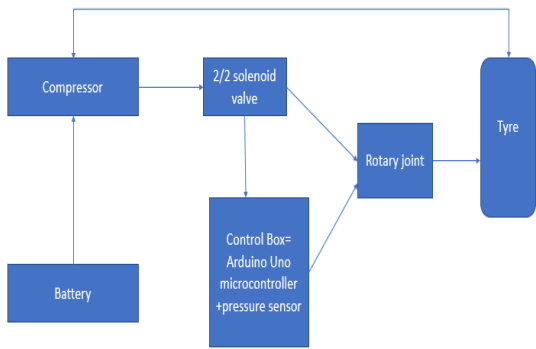 Compressor
2/2 solenoid
valve
Tyre
Rotary joint
Control Box=
Arduino Uno
microcontroller
+pressure sensor
Battery